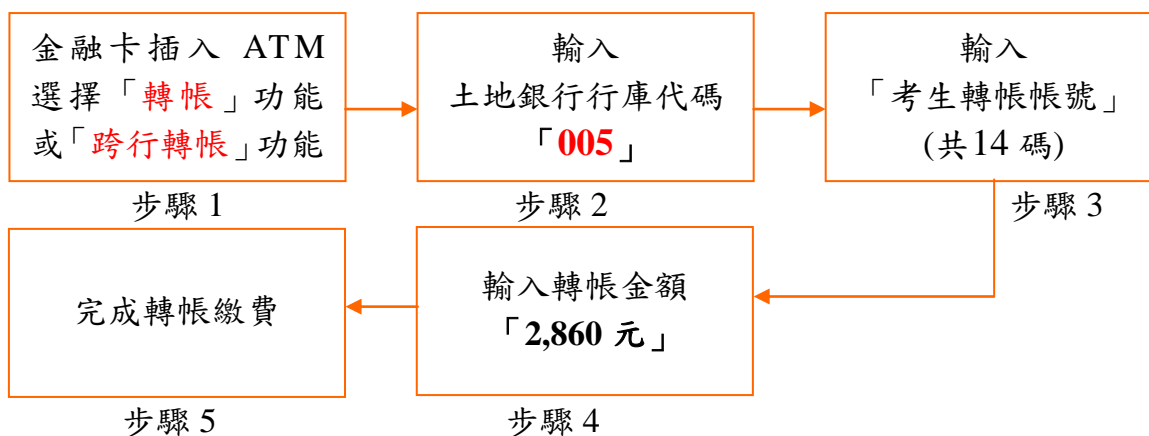 金融卡插入 ATM
選擇「轉帳」功能
或「跨行轉帳」功能
步驟 1
輸入
土地銀行行庫代碼
「005」
步驟 2
輸入
「考生轉帳帳號」
(共14 碼)
步驟 3
輸入轉帳金額
「2,860 元」
步驟 4
完成轉帳繳費
步驟 5